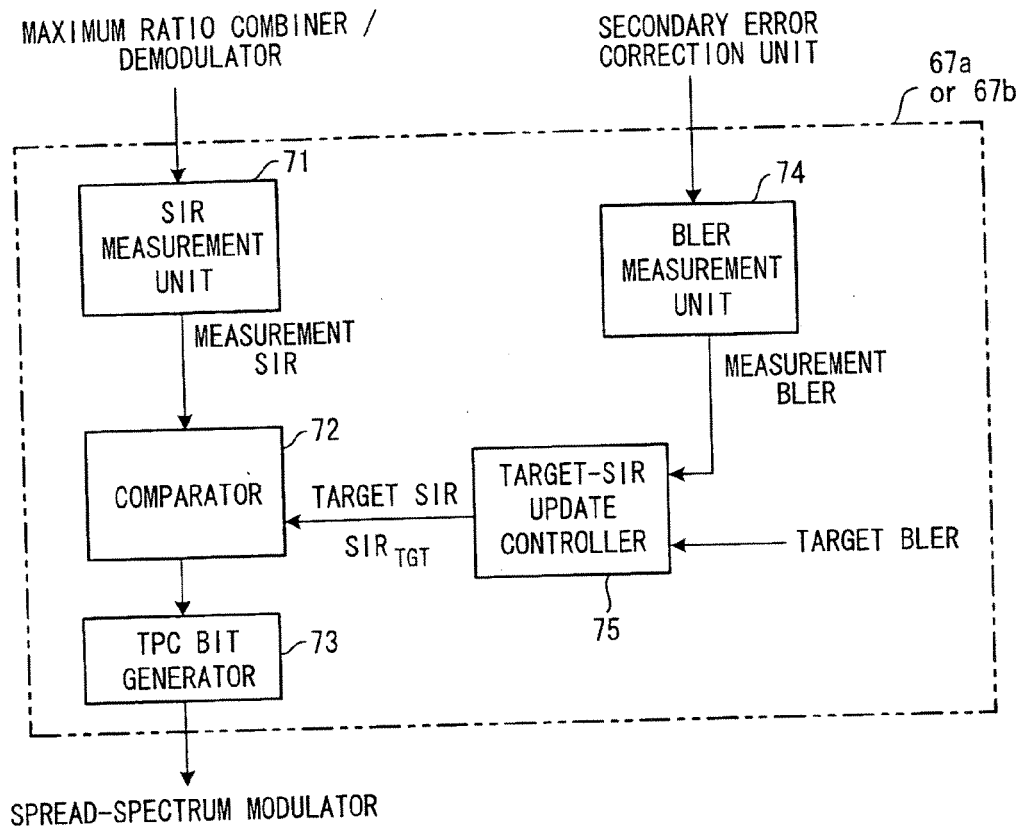 MAXIMUM RATIO COMBINER /
DEMODULATOR
SECONDARY ERROR
CORRECTION UNIT
67a
or 67b
71
SIR
MEASUREMENT
UNIT
74
BLER
MEASUREMENT
UNIT
MEASUREMENT
SIR
MEASUREMENT
BLER
72
COMPARATOR
TARGET SIR
SIR TGT
TARGET-SIR
UPDATE
CONTROLLER
TARGET BLER
75
TPC BIT
GENERATOR
73
SPREAD-SPECTRUM MODULATOR